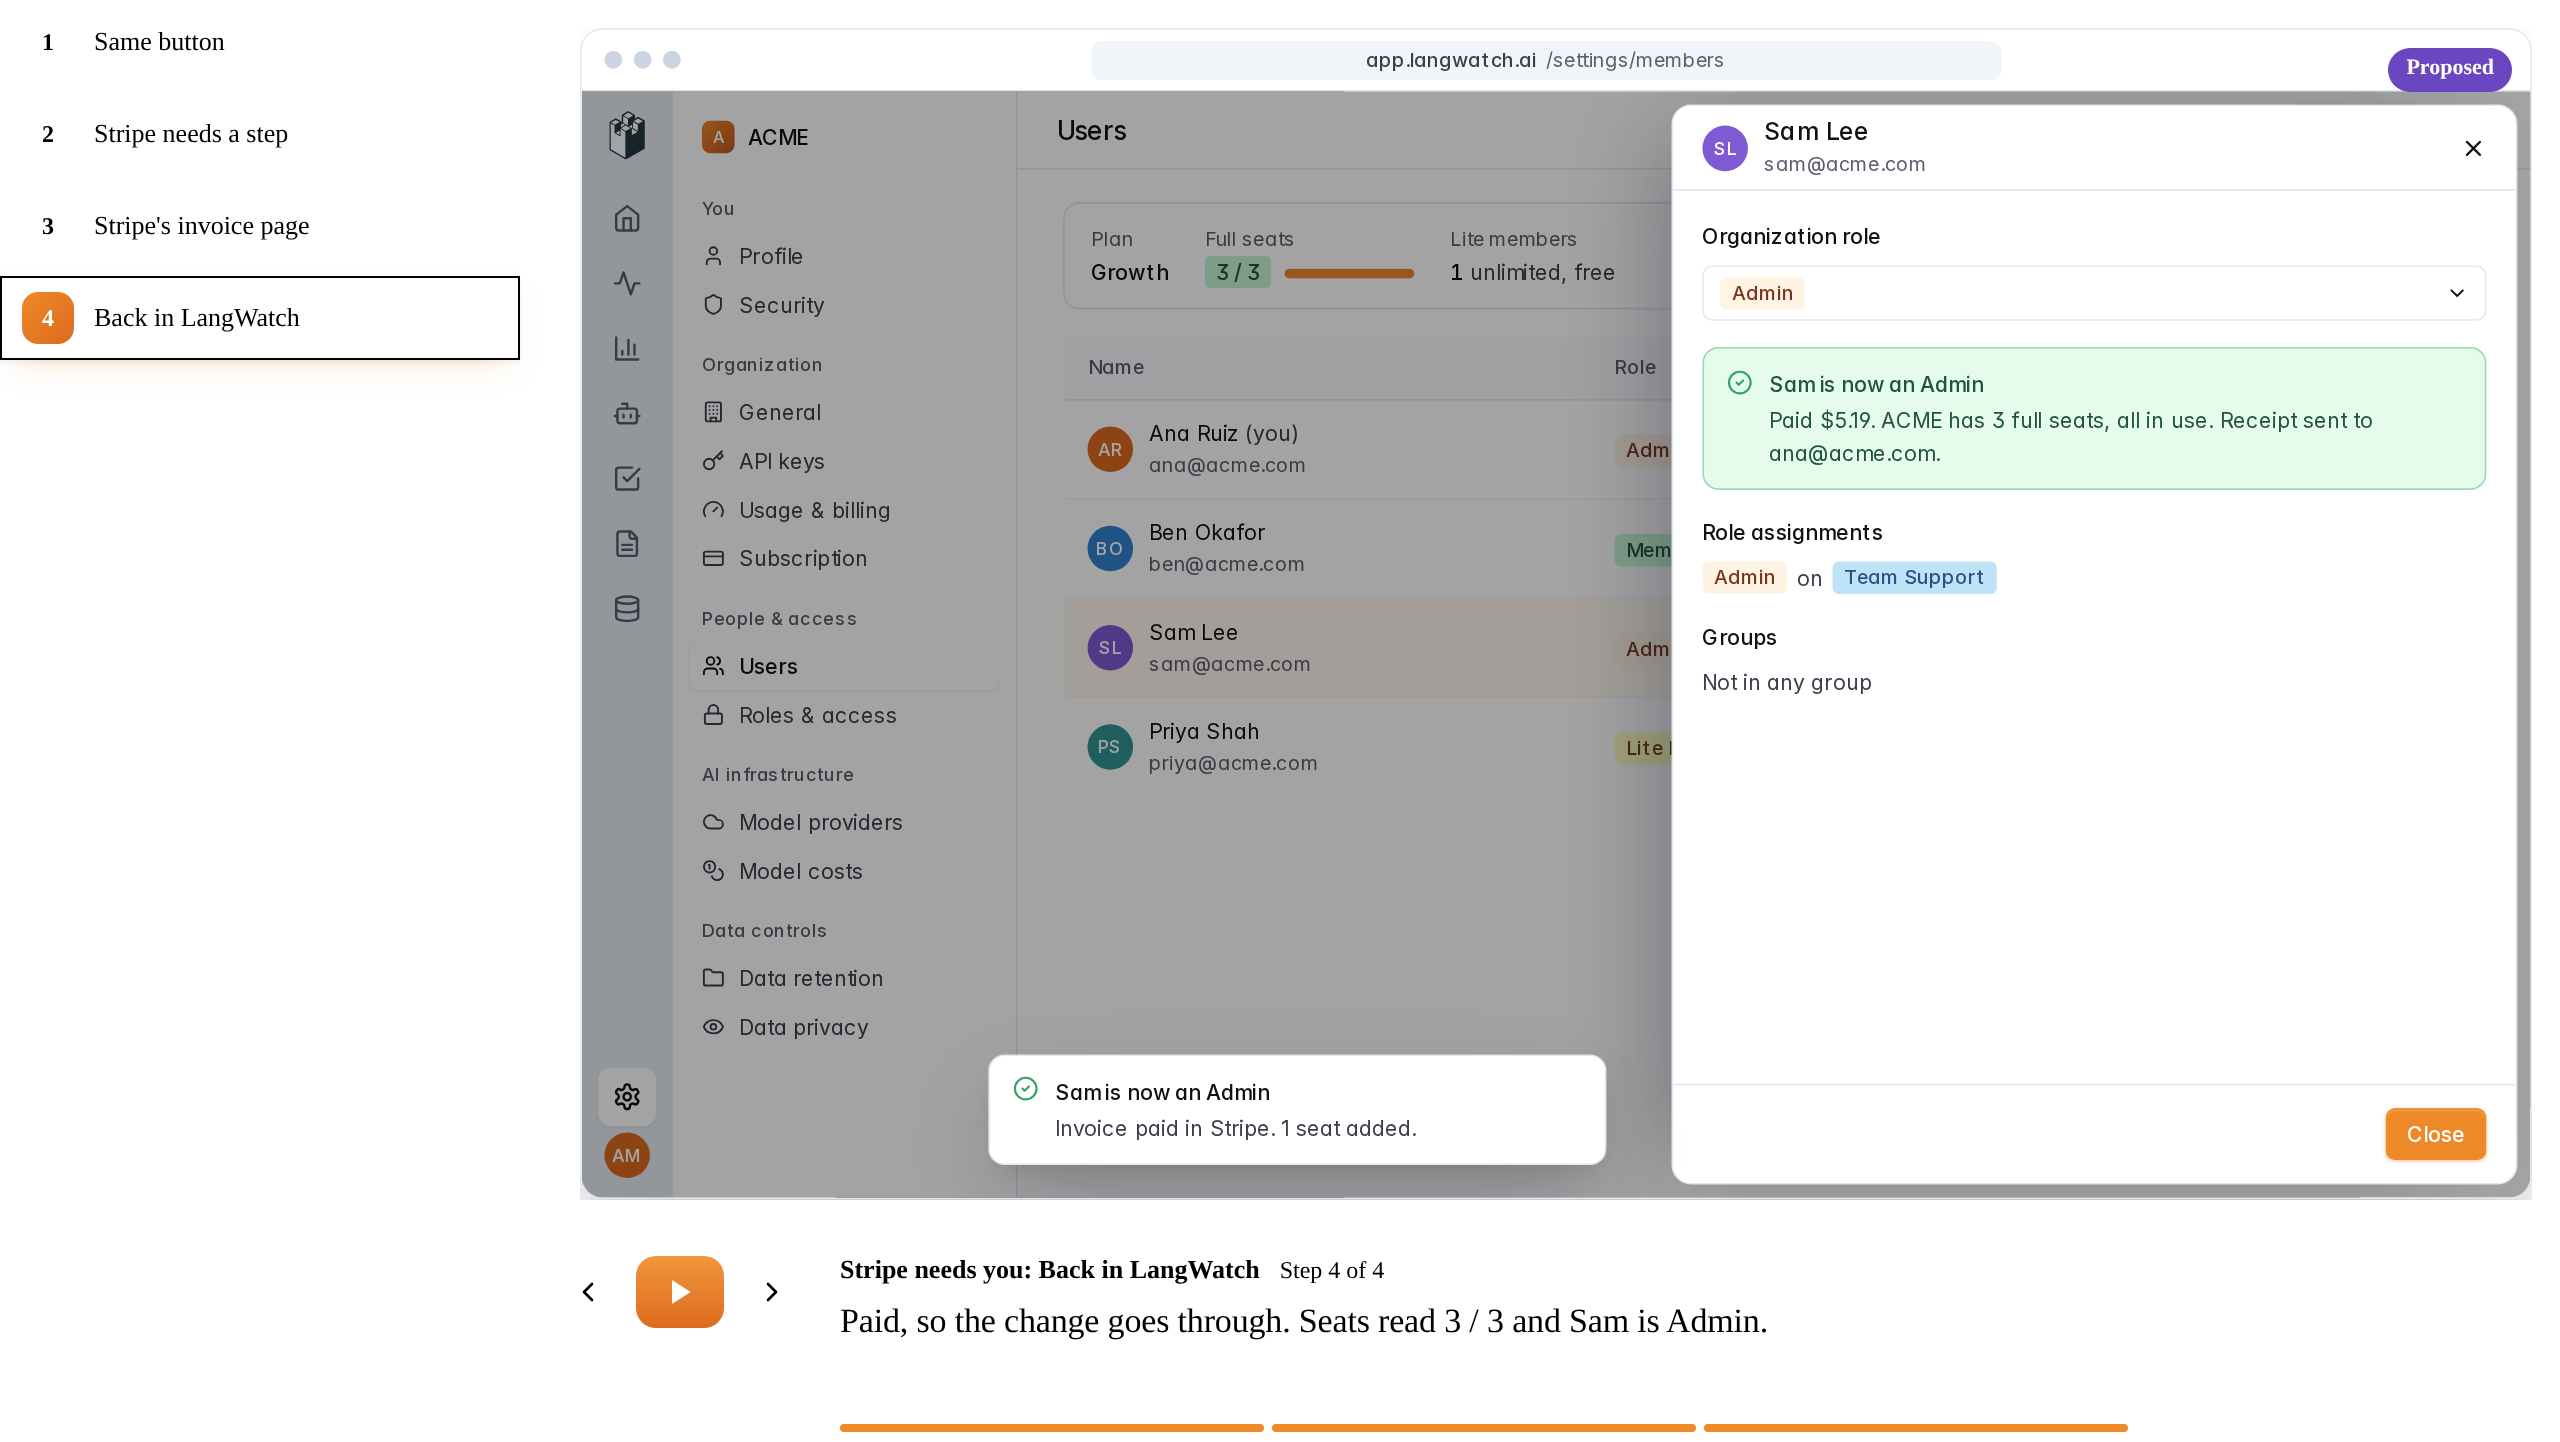 1 Same button
2 Stripe needs a step
3 Stripe's invoice page
4 Back in LangWatch
app.langwatch.ai /settings/members
Proposed
A ACME
You
Profile
Security
Organization
General
API keys
Usage & billing
Subscription
People & access
Users
Roles & access
AI infrastructure
Model providers
Model costs
Data controls
Data retention
Data privacy
AM
Users
Plan Full seats Lite members
Growth 3 / 3 1 unlimited, free
Name Role
AR Ana Ruiz (you) Adm
ana@acme.com
BO Ben Okafor Mem
ben@acme.com
SL Sam Lee Adm
sam@acme.com
PS Priya Shah Lite
priya@acme.com
SL Sam Lee
sam@acme.com
Organization role
Admin
Sam is now an Admin
Paid $5.19. ACME has 3 full seats, all in use. Receipt sent to
ana@acme.com.
Role assignments
Admin on Team Support
Groups
Not in any group
Close
Sam is now an Admin
Invoice paid in Stripe. 1 seat added.
Stripe needs you: Back in LangWatch Step 4 of 4
Paid, so the change goes through. Seats read 3 / 3 and Sam is Admin.